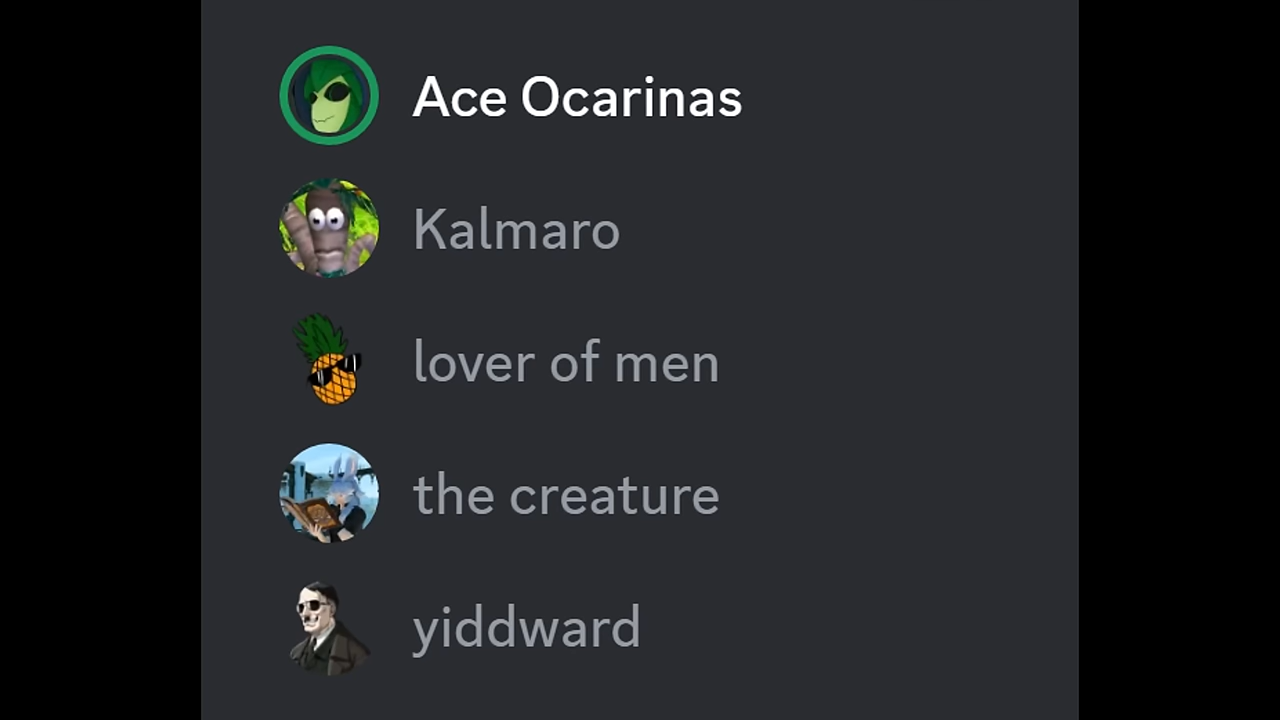 Ace Ocarinas
Kalmaro
lover of men
the creature
yiddward